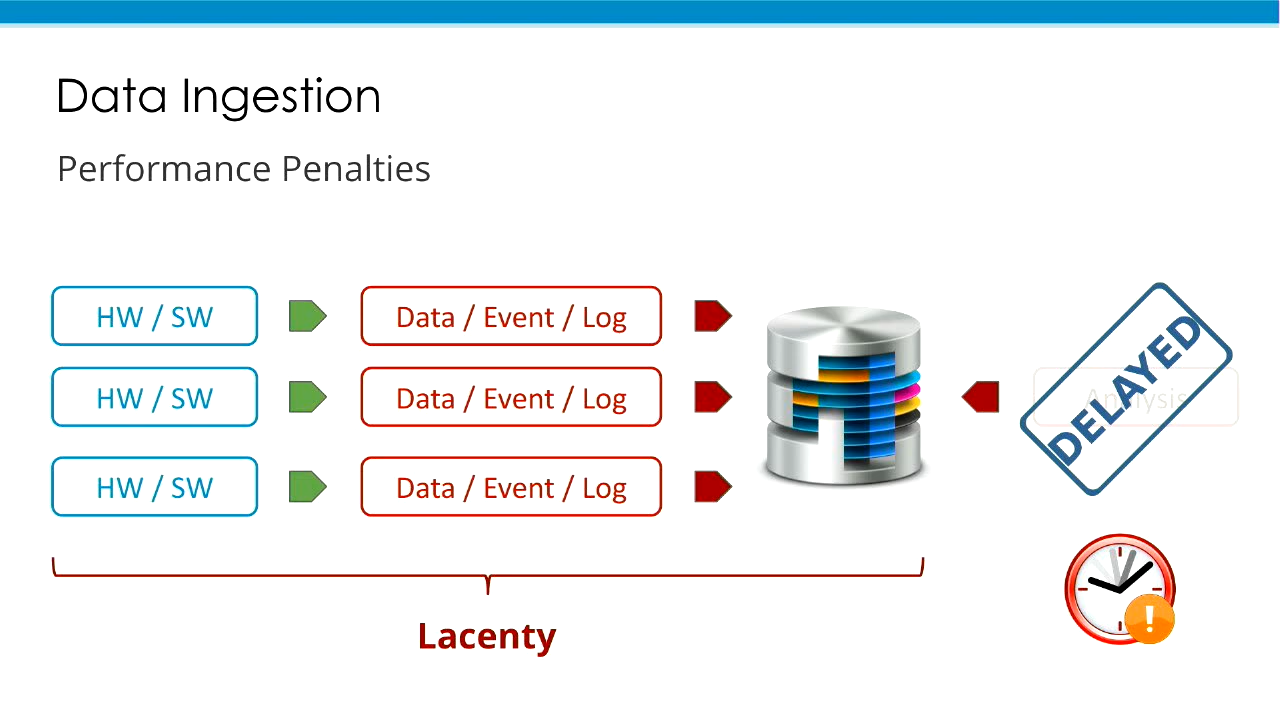 Data Ingestion
Performance Penalties
HW / SW
Data / Event / Log
HW / SW
Data / Event / Log
Analysis
DELAYED
HW / SW
Data / Event / Log
!
Lacenty